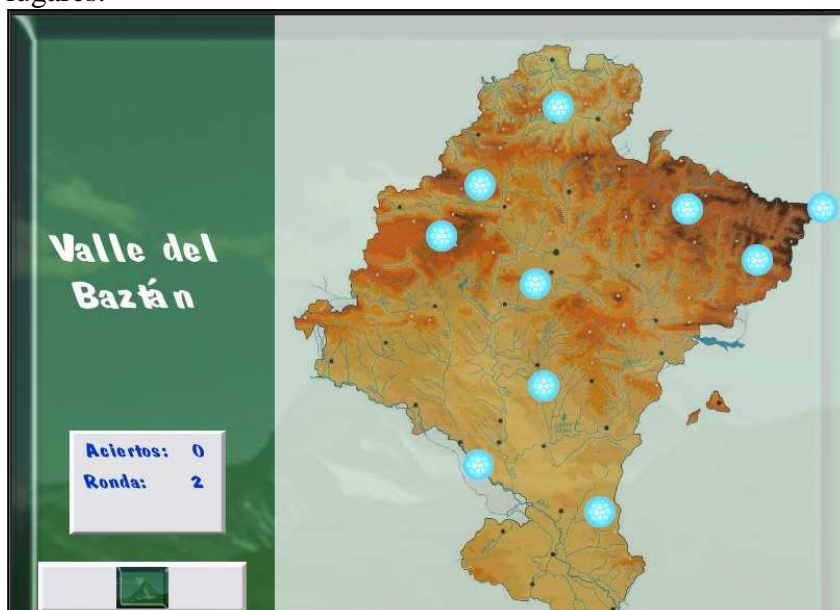 lugares.
Valle del
Baztán
Aciertos: 0
Ronda: 2